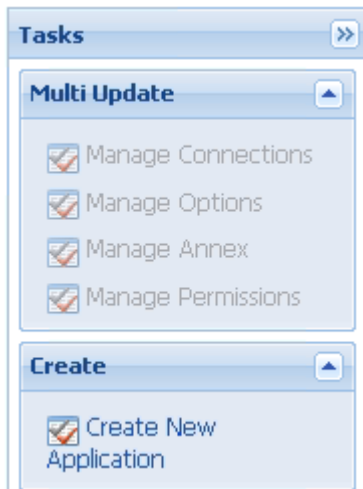 Tasks
Multi Update
Manage Connections
Manage Options
Manage Annex
Manage Permissions
Create
Create New
Application